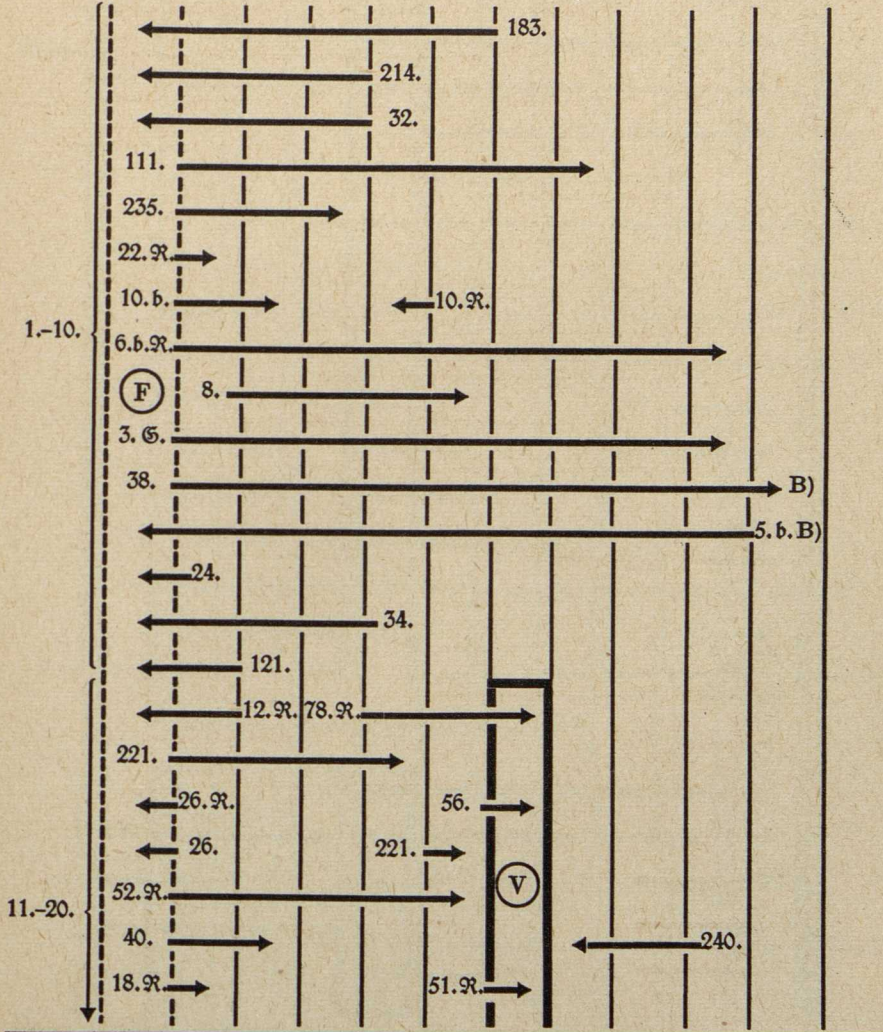 183.
214.
32.
111.
235.
22. R.
10. b. 10. R.
1.–10.
6. b. R.
F 8.
3. G.
38. B)
5. b. B)
24.
34.
121.
12. R. 78. R.
221.
26. R. 56.
26. 221.
V
52. R.
11.–20.
40. 240.
18. R. 51. R.